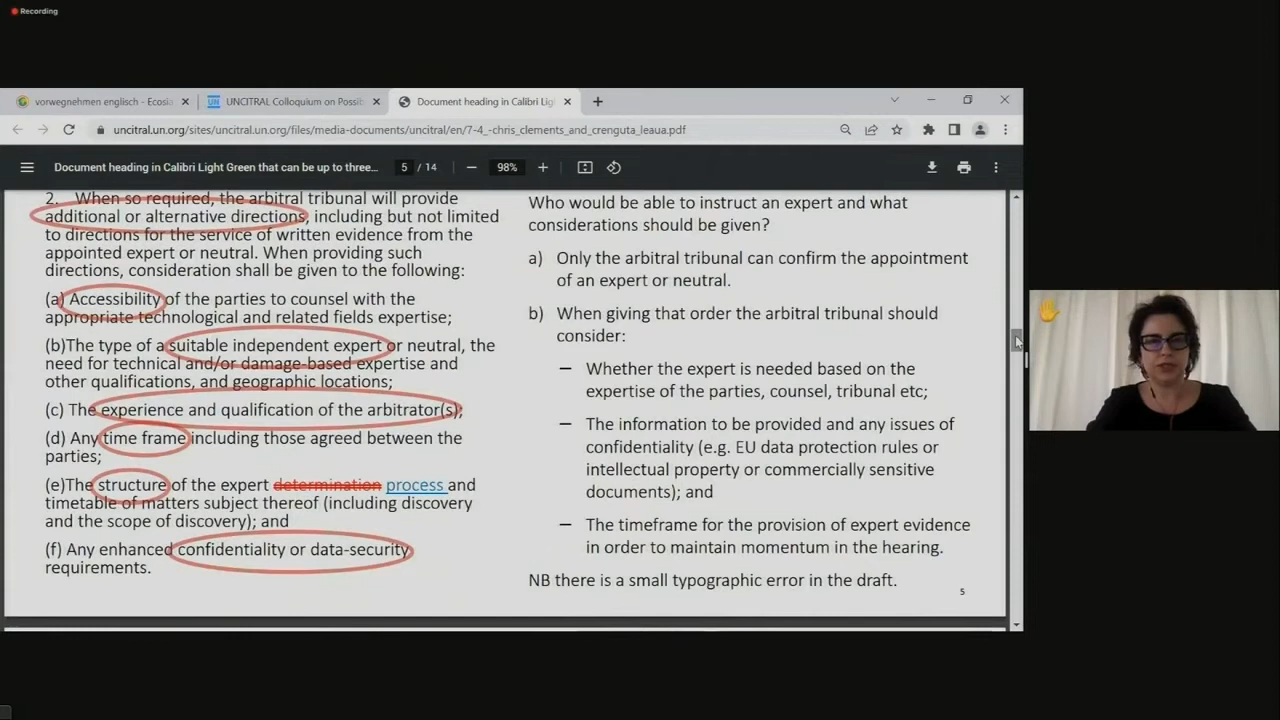 Recording
vorwegnehmen englisch - Ecosia
UNCITRAL Colloquium on Possib
Document heading in Calibri Lig
uncitral.un.org/sites/uncitral.un.org/files/media-documents/uncitral/en/7-4_-chris_clements_and_crenguta_leaua.pdf
Document heading in Calibri Light Green that can be up to three...
5 / 14
98%
2. When so required, the arbitral tribunal will provide
additional or alternative directions, including but not limited
to directions for the service of written evidence from the
appointed expert or neutral. When providing such
directions, consideration shall be given to the following:
(a) Accessibility of the parties to counsel with the
appropriate technological and related fields expertise;
(b)The type of a suitable independent expert or neutral, the
need for technical and/or damage-based expertise and
other qualifications, and geographic locations;
(c) The experience and qualification of the arbitrator(s);
(d) Any time frame including those agreed between the
parties;
(e)The structure of the expert determination process and
timetable of matters subject thereof (including discovery
and the scope of discovery); and
(f) Any enhanced confidentiality or data-security
requirements.
Who would be able to instruct an expert and what
considerations should be given?
a) Only the arbitral tribunal can confirm the appointment
of an expert or neutral.
b) When giving that order the arbitral tribunal should
consider:
– Whether the expert is needed based on the
expertise of the parties, counsel, tribunal etc;
– The information to be provided and any issues of
confidentiality (e.g. EU data protection rules or
intellectual property or commercially sensitive
documents); and
– The timeframe for the provision of expert evidence
in order to maintain momentum in the hearing.
NB there is a small typographic error in the draft.
5